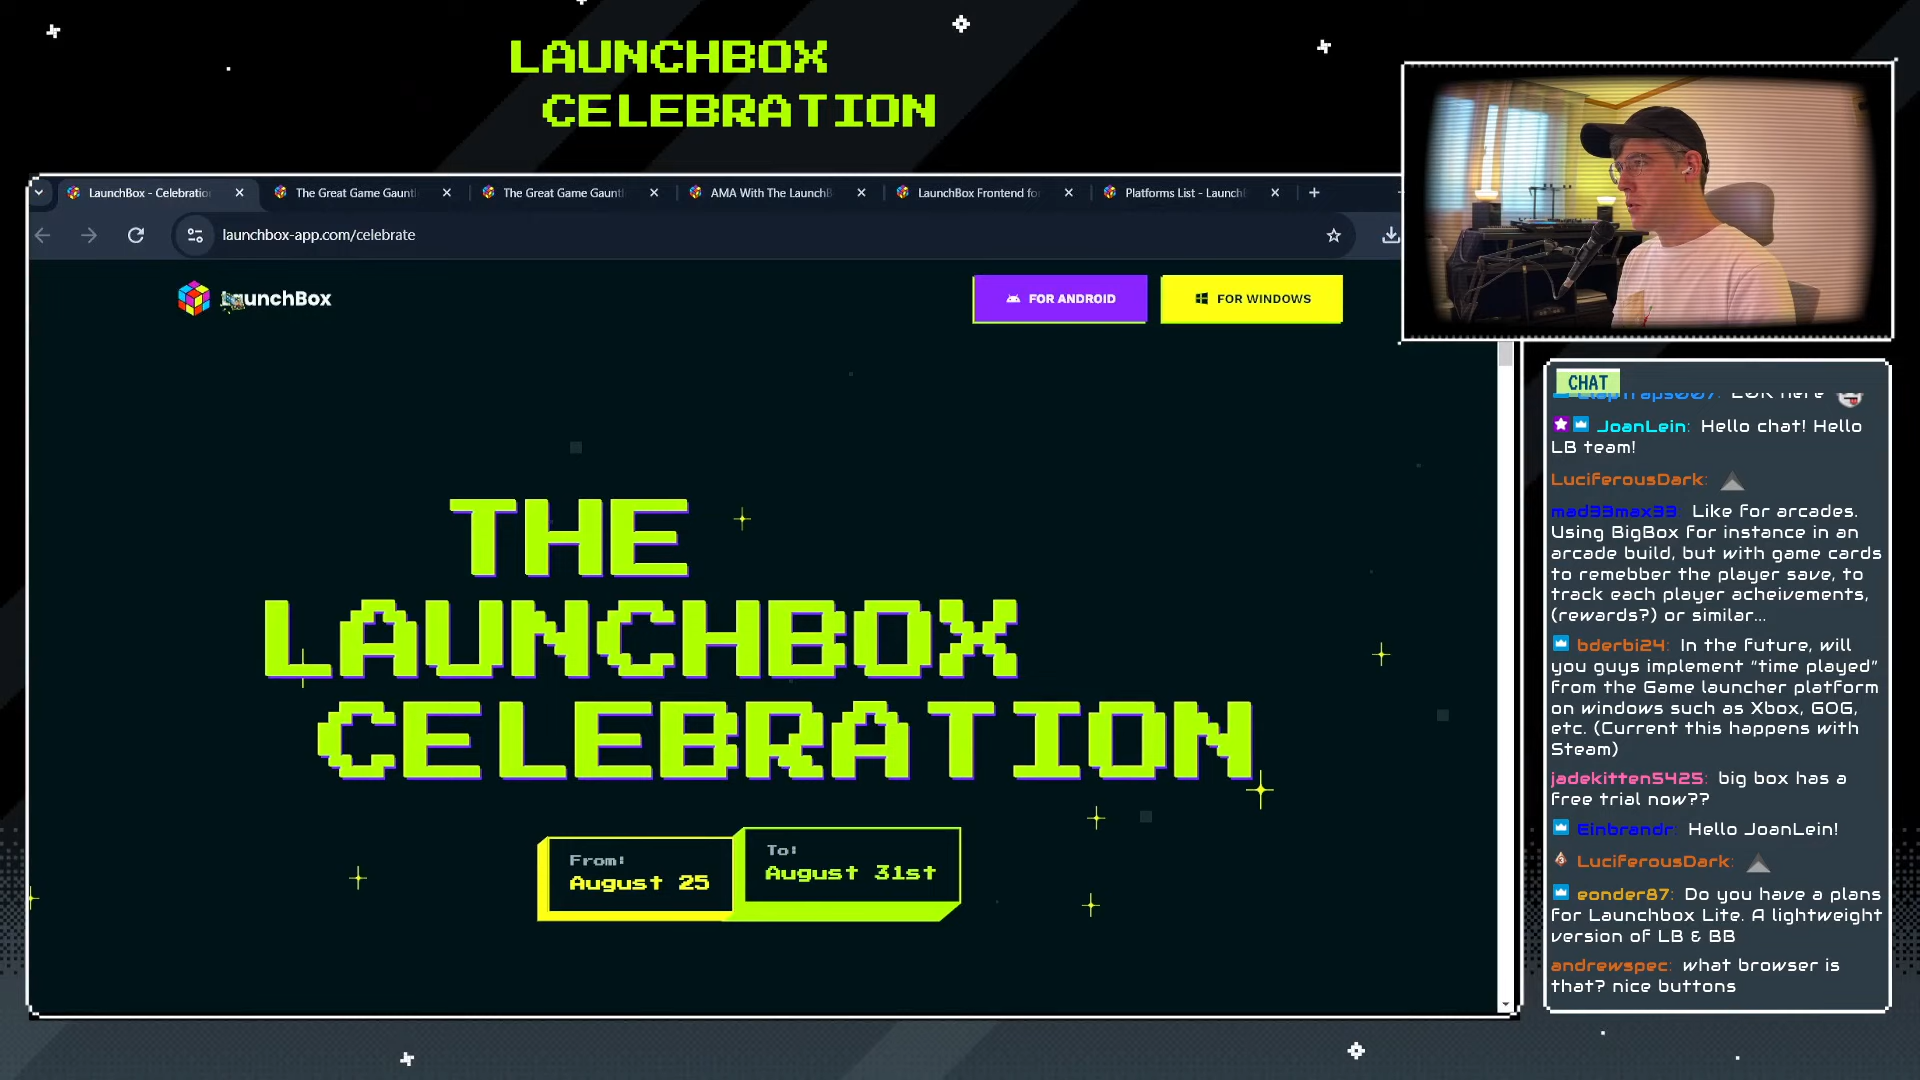 LAUNCHBOX
CELEBRATION
LaunchBox - Celebratio
The Great Game Gaunt
The Great Game Gaunt
AMA With The LaunchB
LaunchBox Frontend fo
Platforms List - Launch
launchbox-app.com/celebrate
LaunchBox
FOR ANDROID
FOR WINDOWS
THE
LAUNCHBOX
CELEBRATION
From:
August 25
To:
August 31st
CHAT
JoanLein: Hello chat! Hello
LB team!
LuciferousDark:
mad33max33: Like for arcades.
Using BigBox for instance in an
arcade build, but with game cards
to remebber the player save, to
track each player acheivements,
(rewards?) or similar...
bderbi24: In the future, will
you guys implement “time played”
from the Game launcher platform
on windows such as Xbox, GOG,
etc. (Current this happens with
Steam)
jadekitten5425: big box has a
free trial now??
Einbrandr: Hello JoanLein!
LuciferousDark:
eonder87: Do you have a plans
for Launchbox Lite. A lightweight
version of LB & BB
andrewspec: what browser is
that? nice buttons